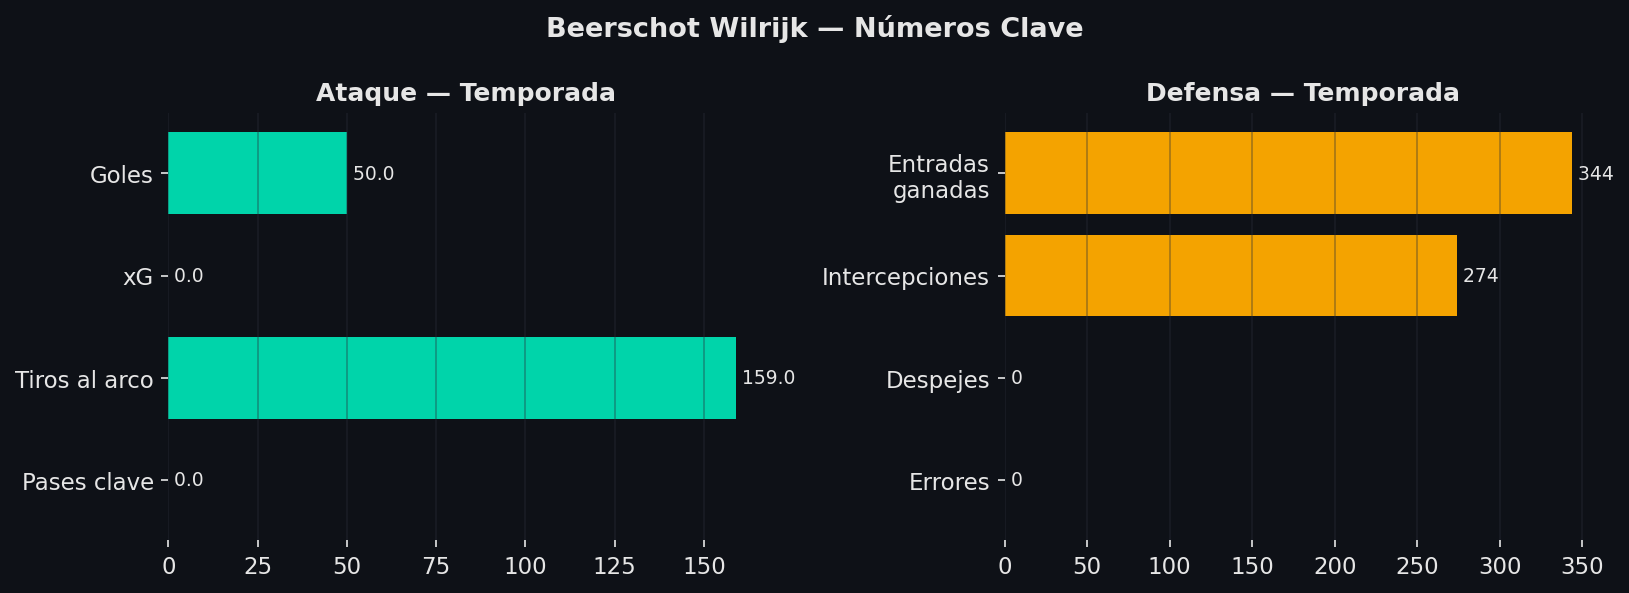 Beerschot Wilrijk — Números Clave
Ataque — Temporada
Goles
50.0
xG
0.0
Tiros al arco
159.0
Pases clave
0.0
0 25 50 75 100 125 150
Defensa — Temporada
Entradas
ganadas
344
Intercepciones
274
Despejes
0
Errores
0
0 50 100 150 200 250 300 350